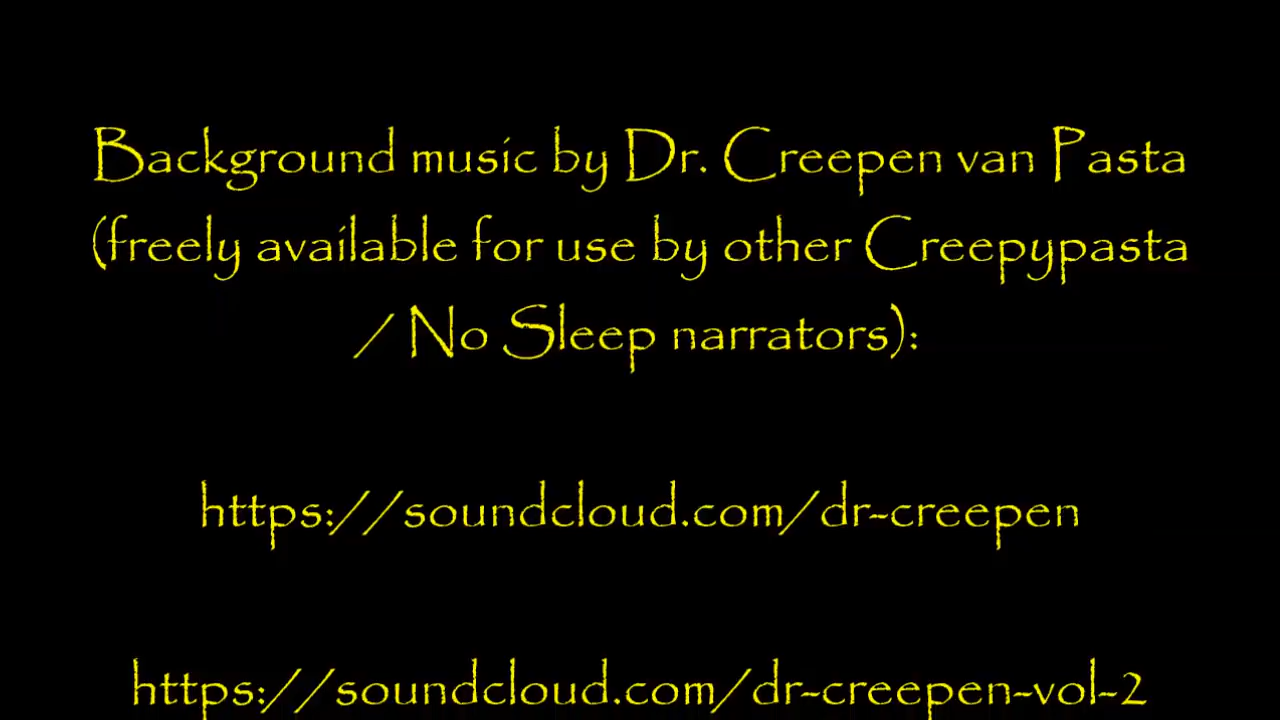 Background music by Dr. Creepen van Pasta
(freely available for use by other Creepypasta
/ No Sleep narrators):
https://soundcloud.com/dr-creepen
https://soundcloud.com/dr-creepen-vol-2